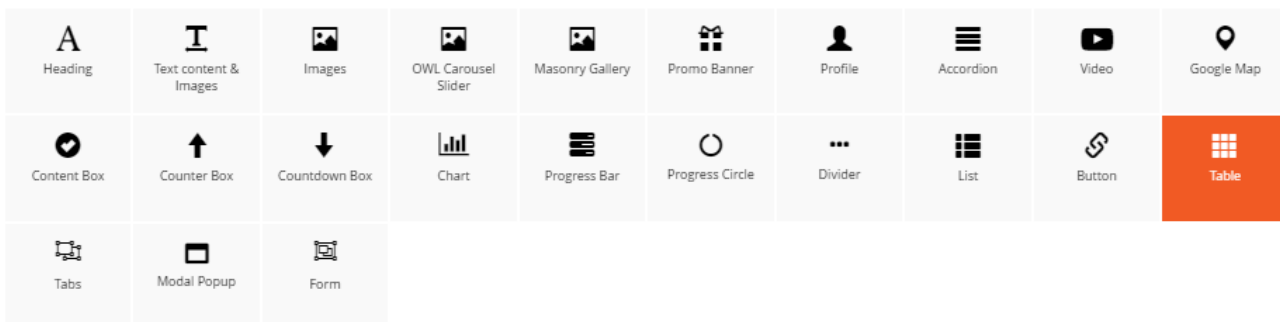 Heading
Text content &
Images
Images
OWL Carousel
Slider
Masonry Gallery
Promo Banner
Profile
Accordion
Video
Google Map
Content Box
Counter Box
Countdown Box
Chart
Progress Bar
Progress Circle
Divider
List
Button
Table
Tabs
Modal Popup
Form